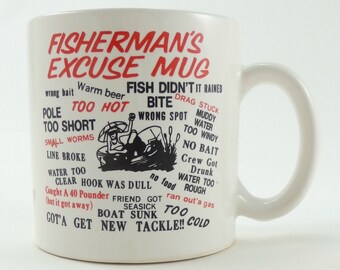 FISHERMAN'S
EXCUSE MUG
wrong bait
Warm beer
FISH DIDN'T
BITE
IT RAINED
DRAG STUCK
POLE
TOO SHORT
TOO HOT
WRONG SPOT
MUDDY
WATER
TOO
WINDY
SMALL WORMS
NO BAIT
LINE BROKE
Crew Got
Drunk
WATER TOO
CLEAR
HOOK WAS DULL
no food
WATER TOO
ROUGH
Caught A 40 Pounder
(but it got away)
FRIEND GOT
SEASICK
ran out's gas
BOAT SUNK
TOO
COLD
GOT'A GET NEW TACKLE!!